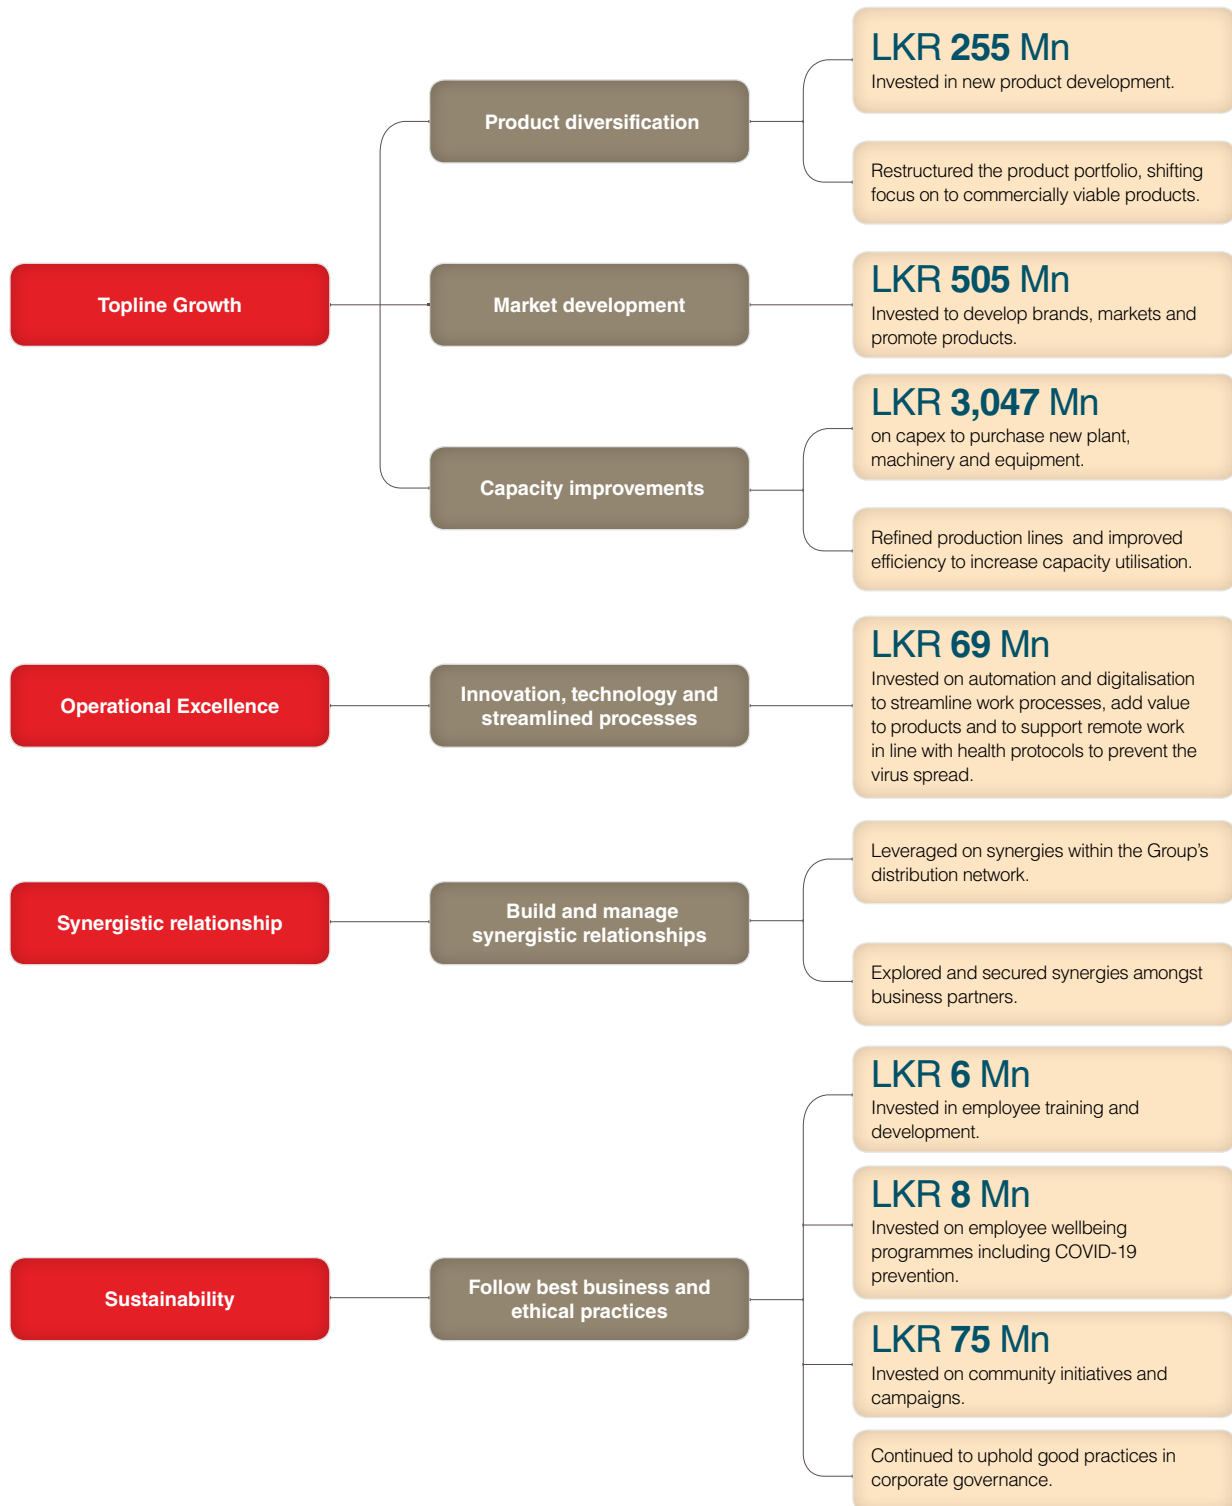 LKR 255 Mn
Invested in new product development.
Product diversification
Restructured the product portfolio, shifting
focus on to commercially viable products.
Topline Growth
Market development
LKR 505 Mn
Invested to develop brands, markets and
promote products.
LKR 3,047 Mn
on capex to purchase new plant,
machinery and equipment.
Capacity improvements
Refined production lines and improved
efficiency to increase capacity utilisation.
Operational Excellence
Innovation, technology and
streamlined processes
LKR 69 Mn
Invested on automation and digitalisation
to streamline work processes, add value
to products and to support remote work
in line with health protocols to prevent the
virus spread.
Synergistic relationship
Build and manage
synergistic relationships
Leveraged on synergies within the Group's
distribution network.
Explored and secured synergies amongst
business partners.
Sustainability
Follow best business and
ethical practices
LKR 6 Mn
Invested in employee training and
development.
LKR 8 Mn
Invested on employee wellbeing
programmes including COVID-19
prevention.
LKR 75 Mn
Invested on community initiatives and
campaigns.
Continued to uphold good practices in
corporate governance.